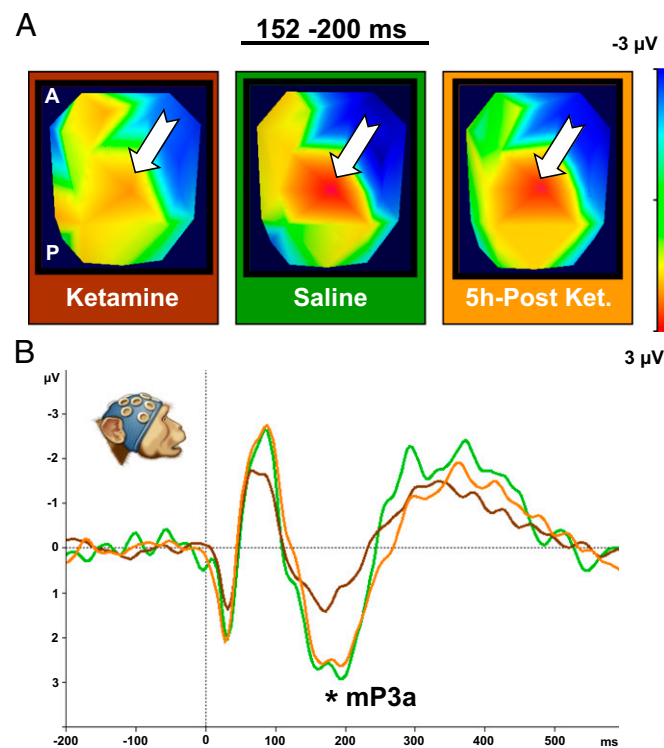 A
152 -200 ms
-3 µV
A
P
Ketamine
Saline
5h-Post Ket.
3 µV
B
µV
-3
-2
-1
0
1
2
3
* mP3a
-200
-100
0
100
200
300
400
500
ms